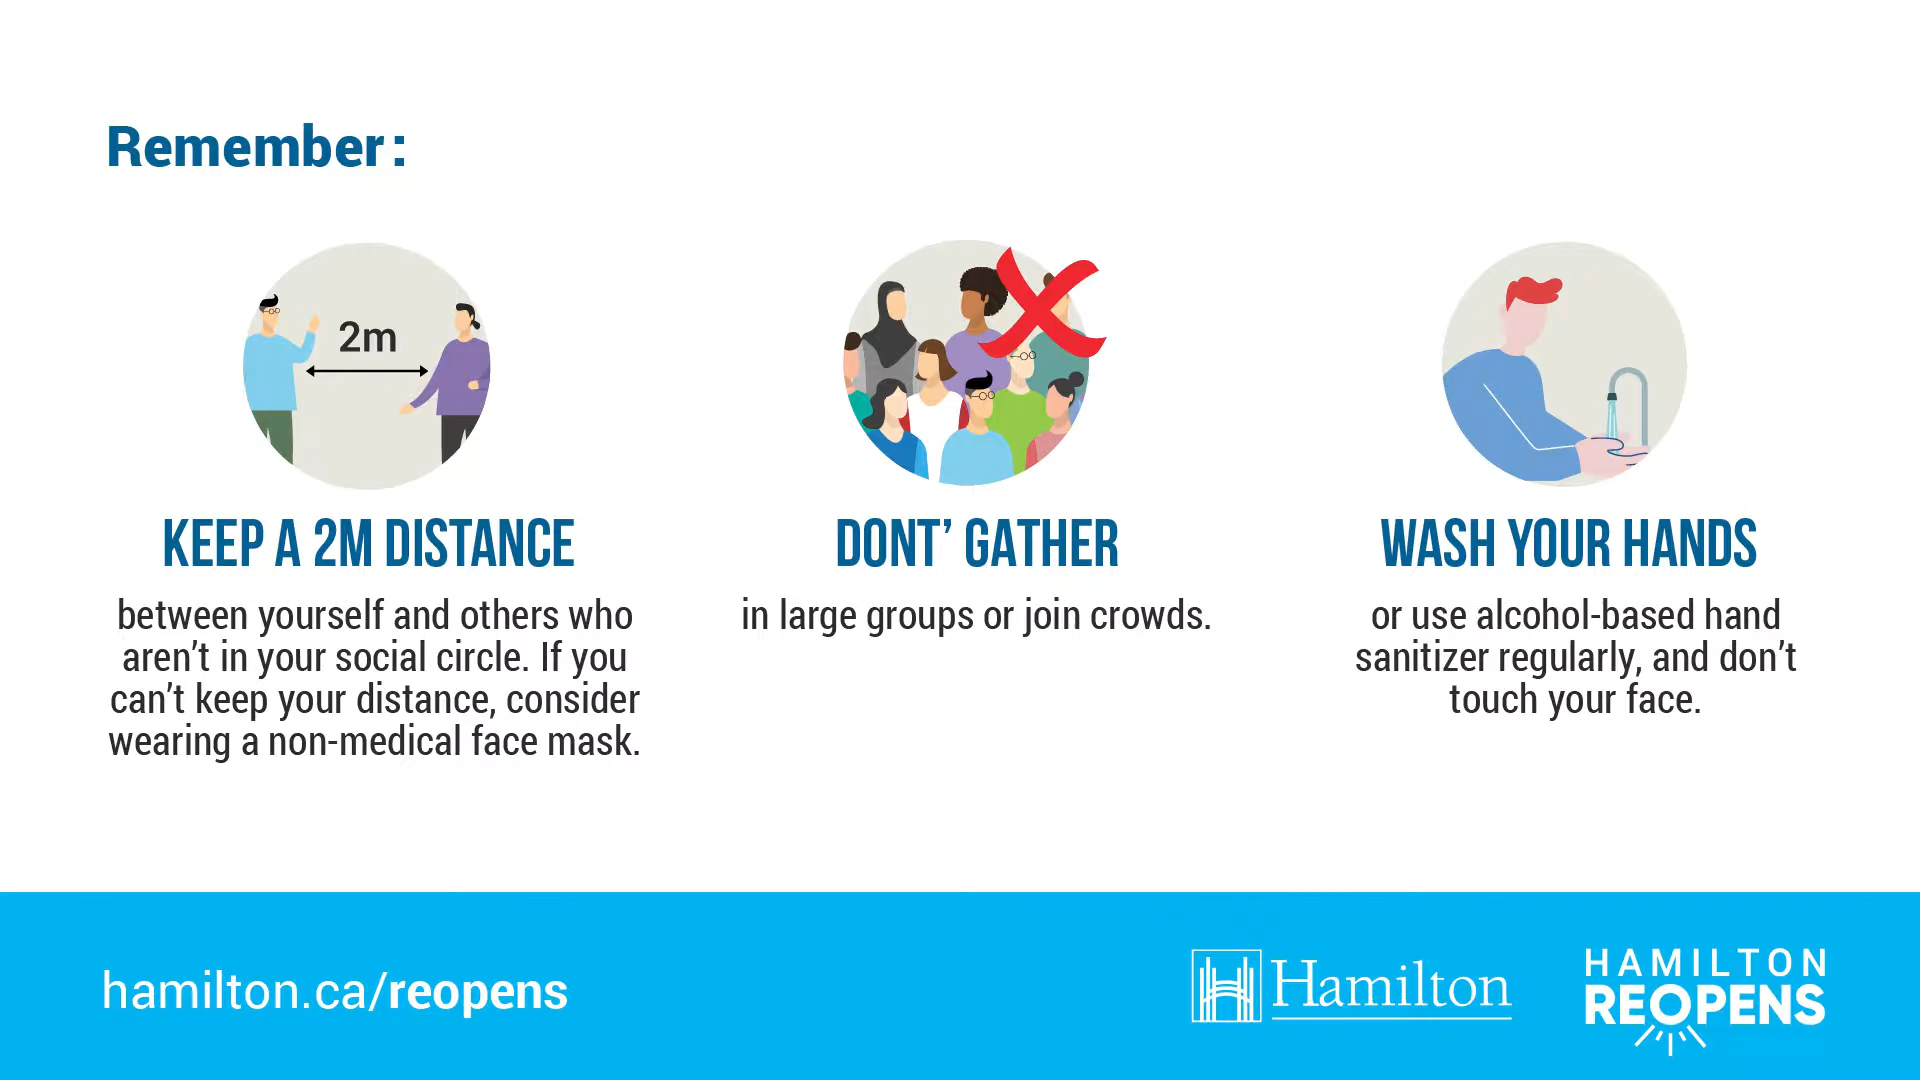 Remember:
2m
KEEP A 2M DISTANCE
between yourself and others who
aren’t in your social circle. If you
can’t keep your distance, consider
wearing a non-medical face mask.
DONT’ GATHER
in large groups or join crowds.
WASH YOUR HANDS
or use alcohol-based hand
sanitizer regularly, and don’t
touch your face.
hamilton.ca/reopens
Hamilton
HAMILTON
REOPENS